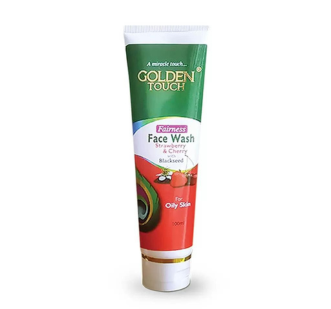 A miracle touch...
GOLDEN
TOUCH
®
Fairness
Face Wash
Strawberry
& Cherry
with
Blackseed
For
Oily Skin